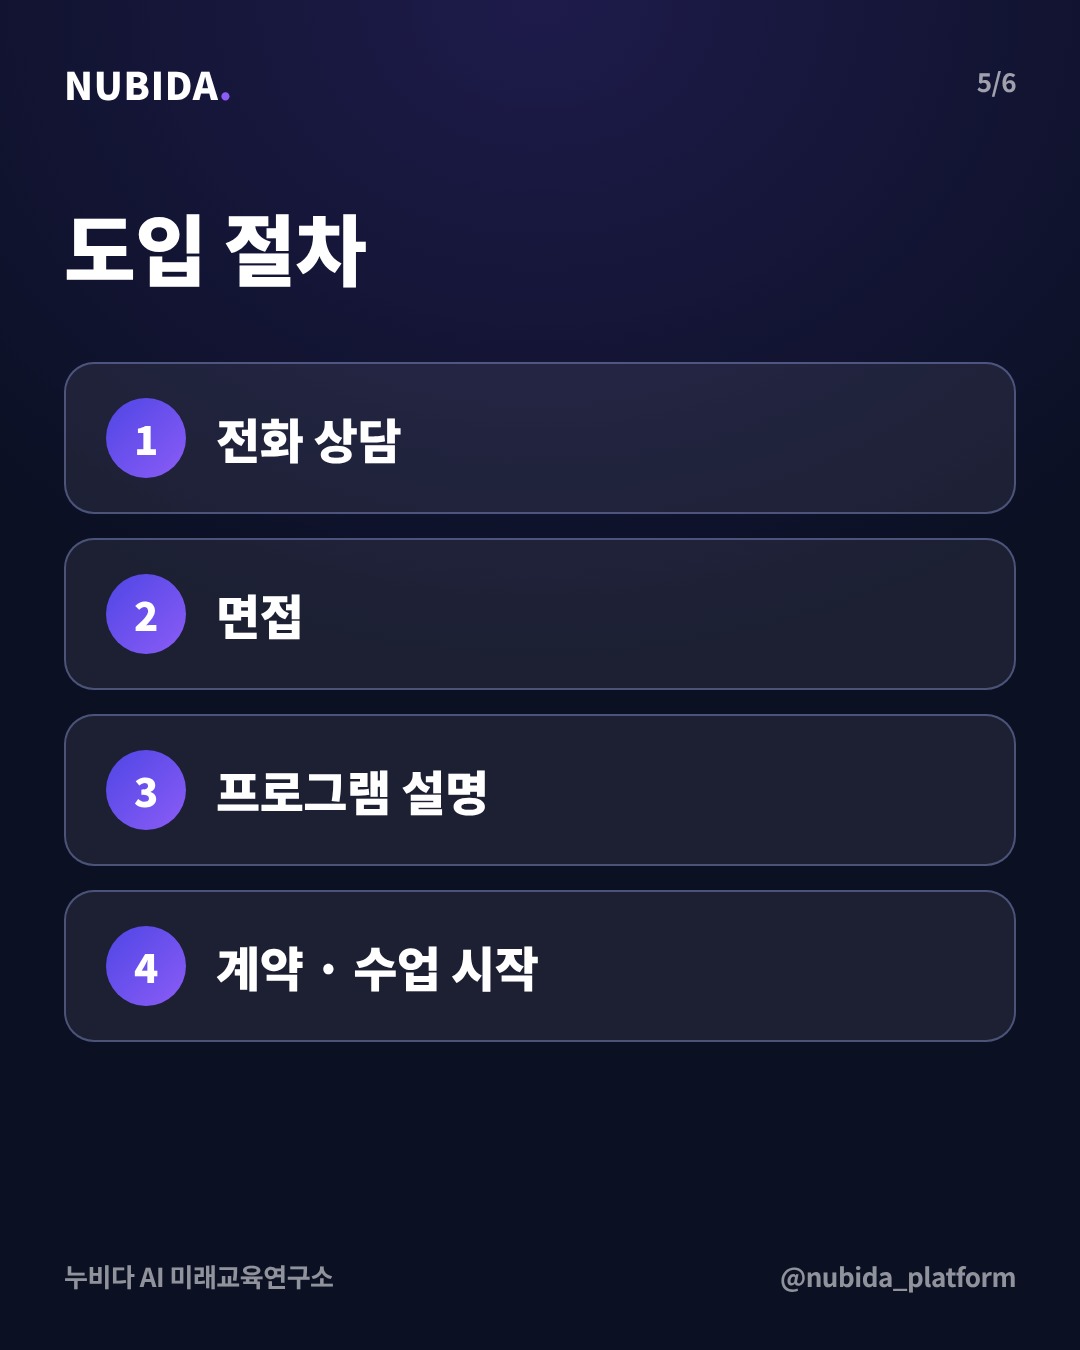 NUBIDA.
5/6
도입 절차
1 전화 상담
2 면접
3 프로그램 설명
4 계약 · 수업 시작
누비다 AI 미래교육연구소
@nubida_platform